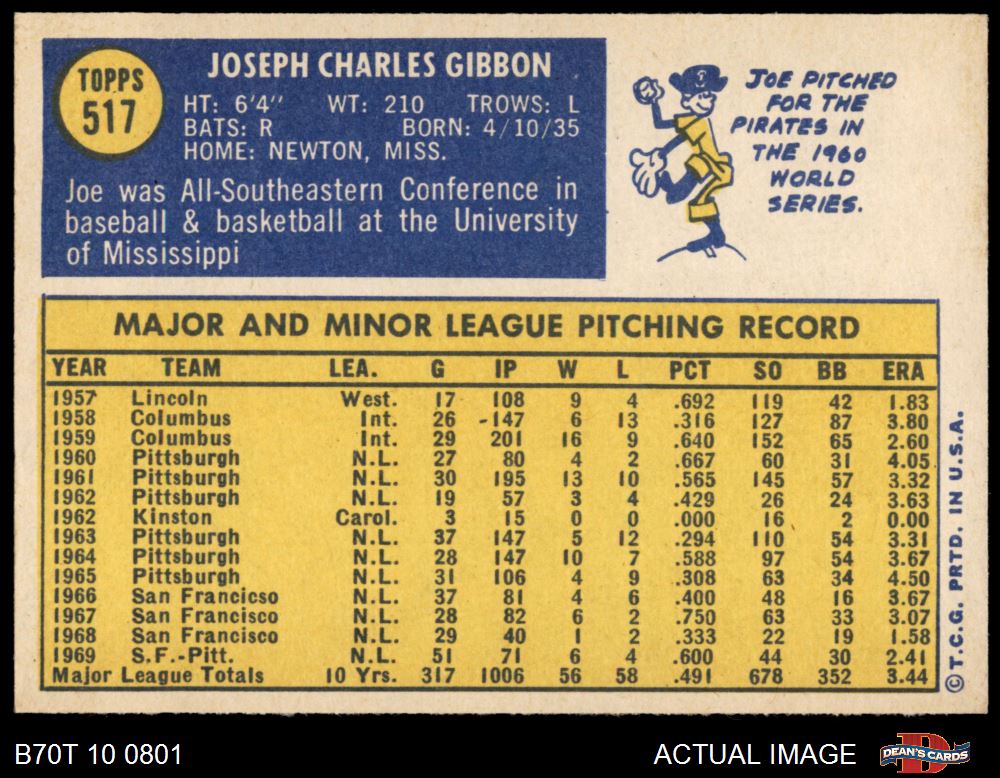 TOPPS
517
JOSEPH CHARLES GIBBON
HT: 6'4" WT: 210 TROWS: L
BATS: R BORN: 4/10/35
HOME: NEWTON, MISS.
Joe was All-Southeastern Conference in
baseball & basketball at the University
of Mississippi
JOE PITCHED
FOR THE
PIRATES IN
THE 1960
WORLD
SERIES.
MAJOR AND MINOR LEAGUE PITCHING RECORD
YEAR TEAM LEA. G IP W L PCT SO BB ERA
1957 Lincoln West. 17 108 9 4 .692 119 42 1.83
1958 Columbus Int. 26 -147 6 13 .316 127 87 3.80
1959 Columbus Int. 29 201 16 9 .640 152 65 2.60
1960 Pittsburgh N.L. 27 80 4 2 .667 60 31 4.05
1961 Pittsburgh N.L. 30 195 13 10 .565 145 57 3.32
1962 Pittsburgh N.L. 19 57 3 4 .429 26 24 3.63
1962 Kinston Carol. 3 15 0 0 .000 16 2 0.00
1963 Pittsburgh N.L. 37 147 5 12 .294 110 54 3.31
1964 Pittsburgh N.L. 28 147 10 7 .588 97 54 3.67
1965 Pittsburgh N.L. 31 106 4 9 .308 63 34 4.50
1966 San Francicso N.L. 37 81 4 6 .400 48 16 3.67
1967 San Francisco N.L. 28 82 6 2 .750 63 33 3.07
1968 San Francisco N.L. 29 40 1 2 .333 22 19 1.58
1969 S.F.-Pitt. N.L. 51 71 6 4 .600 44 30 2.41
Major League Totals 10 Yrs. 317 1006 56 58 .491 678 352 3.44
© T.C.G. PRTD. IN U.S.A.
B70T 10 0801
ACTUAL IMAGE
D
DEAN'S CARDS